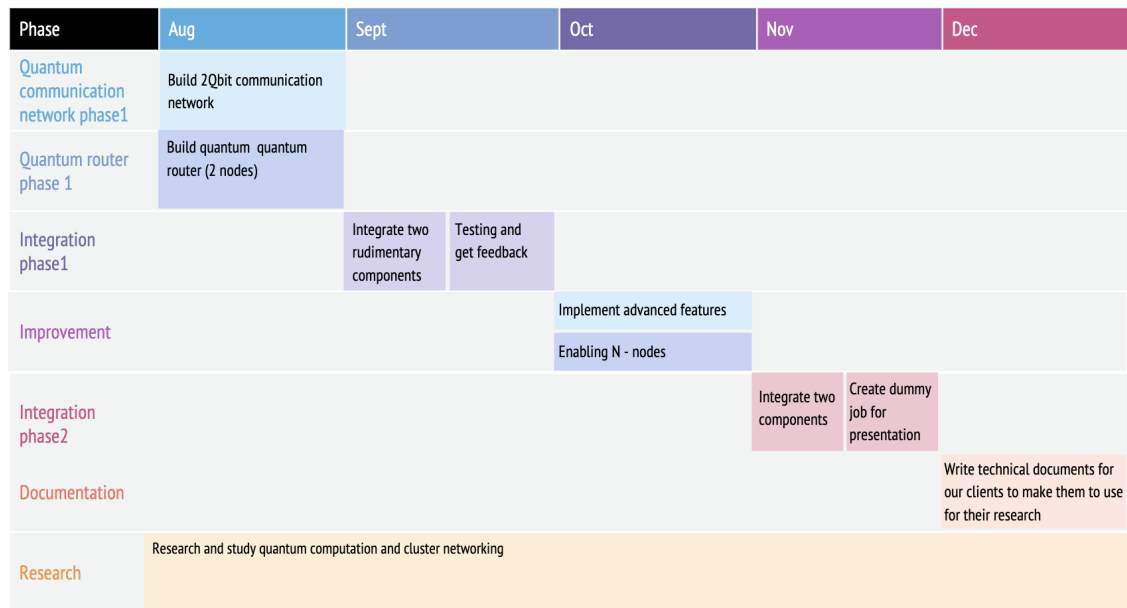 Phase
Aug
Sept
Oct
Nov
Dec
Quantum
communication
network phase1
Build 2Qbit communication
network
Quantum router
phase 1
Build quantum  quantum
router (2 nodes)
Integration
phase1
Integrate two
rudimentary
components
Testing and
get feedback
Improvement
Implement advanced features
Enabling N - nodes
Integration
phase2
Integrate two
components
Create dummy
job for
presentation
Documentation
Write technical documents for
our clients to make them to use
for their research
Research
Research and study quantum computation and cluster networking